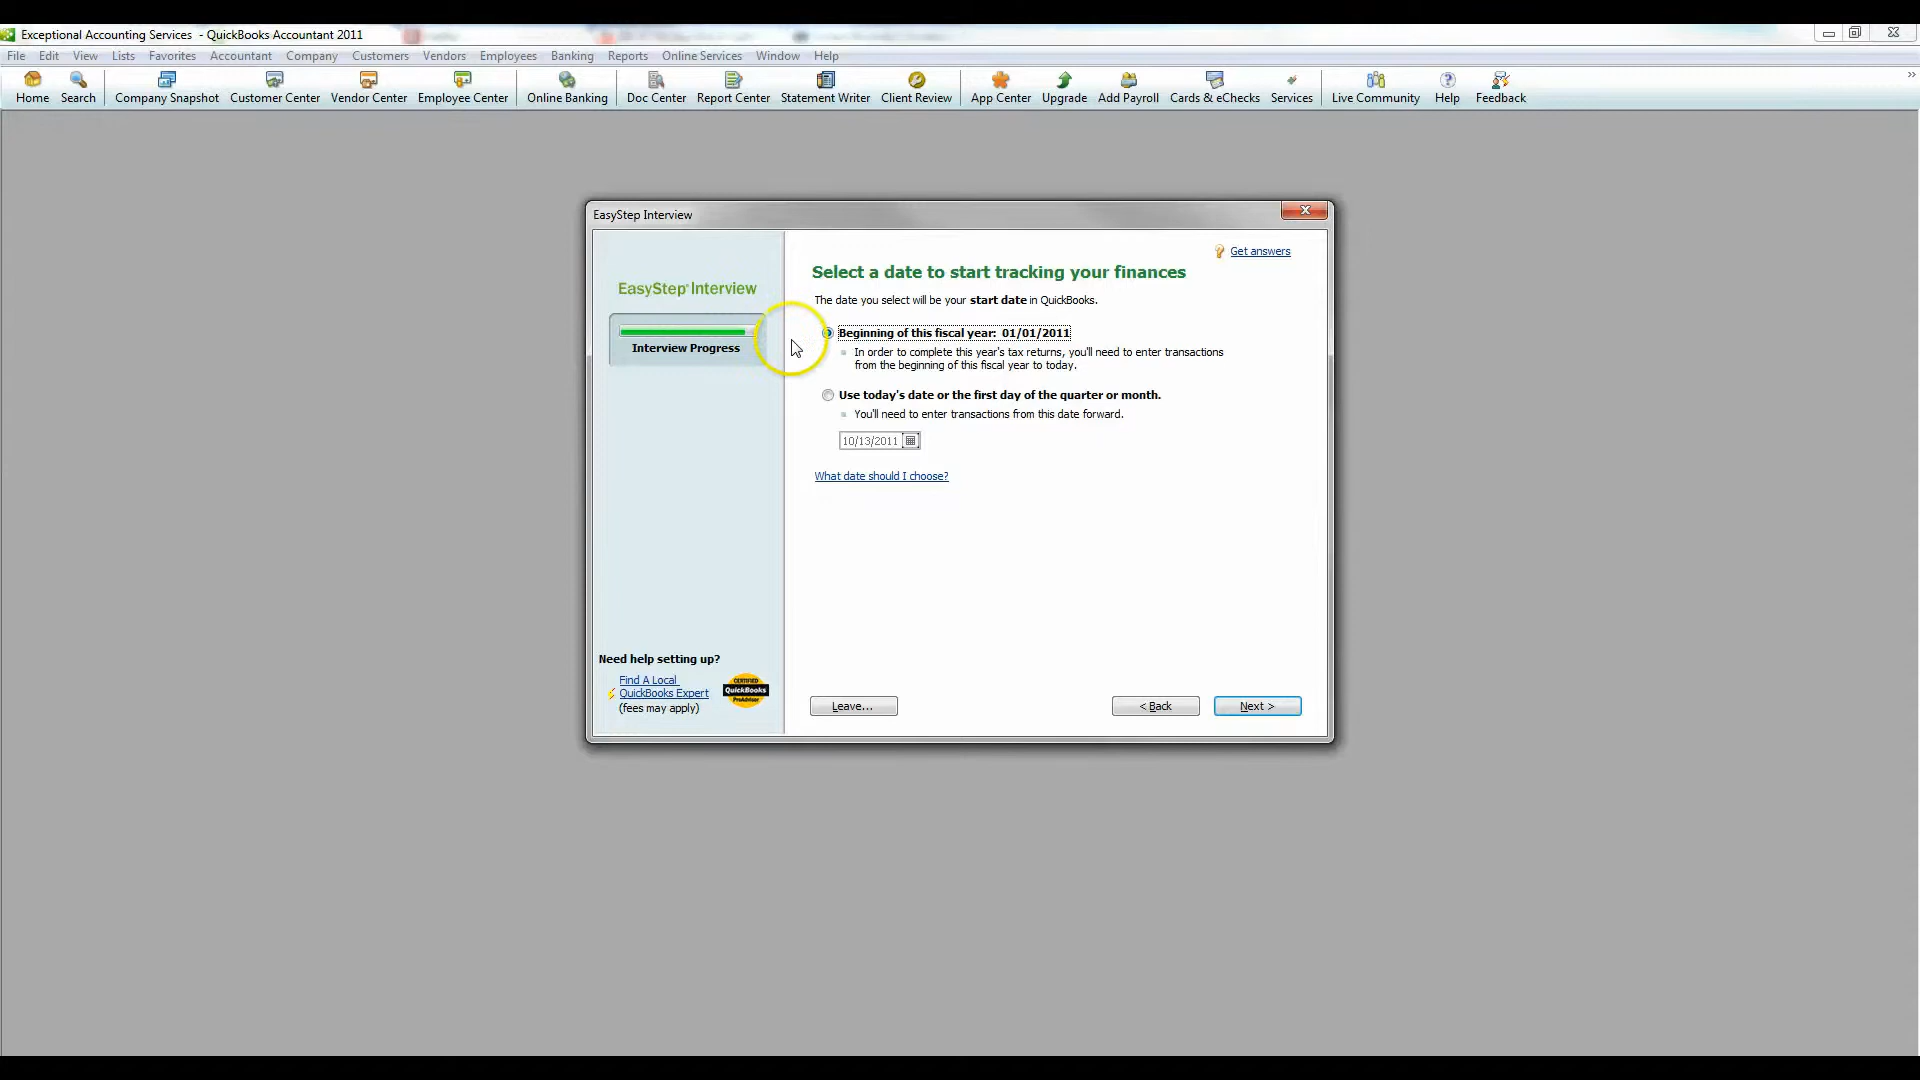 Exceptional Accounting Services - QuickBooks Accountant 2011
File Edit View Lists Favorites Accountant Company Customers Vendors Employees Banking Reports Online Services Window Help
Home Search Company Snapshot Customer Center Vendor Center Employee Center Online Banking Doc Center Report Center Statement Writer Client Review App Center Upgrade Add Payroll Cards & eChecks Services Live Community Help Feedback
EasyStep Interview
Get answers
EasyStep® Interview
Interview Progress
Select a date to start tracking your finances
The date you select will be your start date in QuickBooks.
Beginning of this fiscal year: 01/01/2011
In order to complete this year's tax returns, you'll need to enter transactions
from the beginning of this fiscal year to today.
Use today's date or the first day of the quarter or month.
You'll need to enter transactions from this date forward.
10/13/2011
What date should I choose?
Need help setting up?
Find A Local
QuickBooks Expert
(fees may apply)
CERTIFIED
QuickBooks
ProAdvisor
Leave...
< Back
Next >